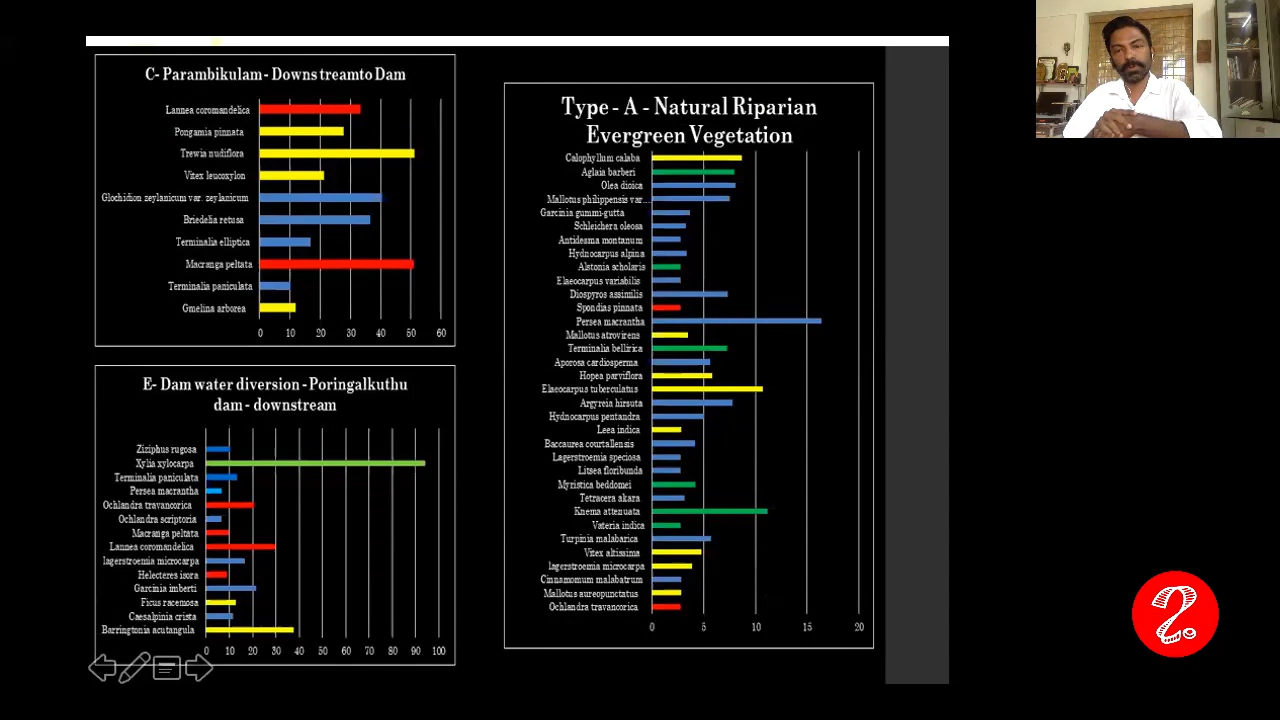 C- Parambikulam - Downs treamto Dam
Lannea coromandelica
Pongamia pinnata
Trewia nudiflora
Vitex leucoxylon
Glochidion zeylanicum var. zeylanicum
Briedelia retusa
Terminalia elliptica
Macranga peltata
Terminalia paniculata
Gmelina arborea
0 10 20 30 40 50 60
E- Dam water diversion - Poringalkuthu
dam - downstream
Ziziphus rugosa
Xylia xylocarpa
Terminalia paniculata
Persea macrantha
Ochlandra travancorica
Ochlandra scriptoria
Macranga peltata
Lannea coromandelica
lagerstroemia microcarpa
Helecteres isora
Garcinia imberti
Ficus racemosa
Caesalpinia crista
Barringtonia acutangula
0 10 20 30 40 50 60 70 80 90 100
Type - A - Natural Riparian
Evergreen Vegetation
Calophyllum calaba
Aglaia barberi
Olea dioica
Mallotus philippensis var....
Garcinia gummi-gutta
Schleichera oleosa
Antidesma montanum
Hydnocarpus alpina
Alstonia scholaris
Elaeocarpus variabilis
Diospyros assimilis
Spondias pinnata
Persea macrantha
Mallotus atrovirens
Terminalia bellirica
Aporosa cardiosperma
Hopea parviflora
Elaeocarpus tuberculatus
Argyreia hirsuta
Hydnocarpus pentandra
Leea indica
Baccaurea courtallensis
Lagerstroemia speciosa
Litsea floribunda
Myristica beddomei
Tetracera akara
Knema attenuata
Vateria indica
Turpinia malabarica
Vitex altissima
lagerstroemia microcarpa
Cinnamomum malabatrum
Mallotus aureopunctatus
Ochlandra travancorica
0 5 10 15 20